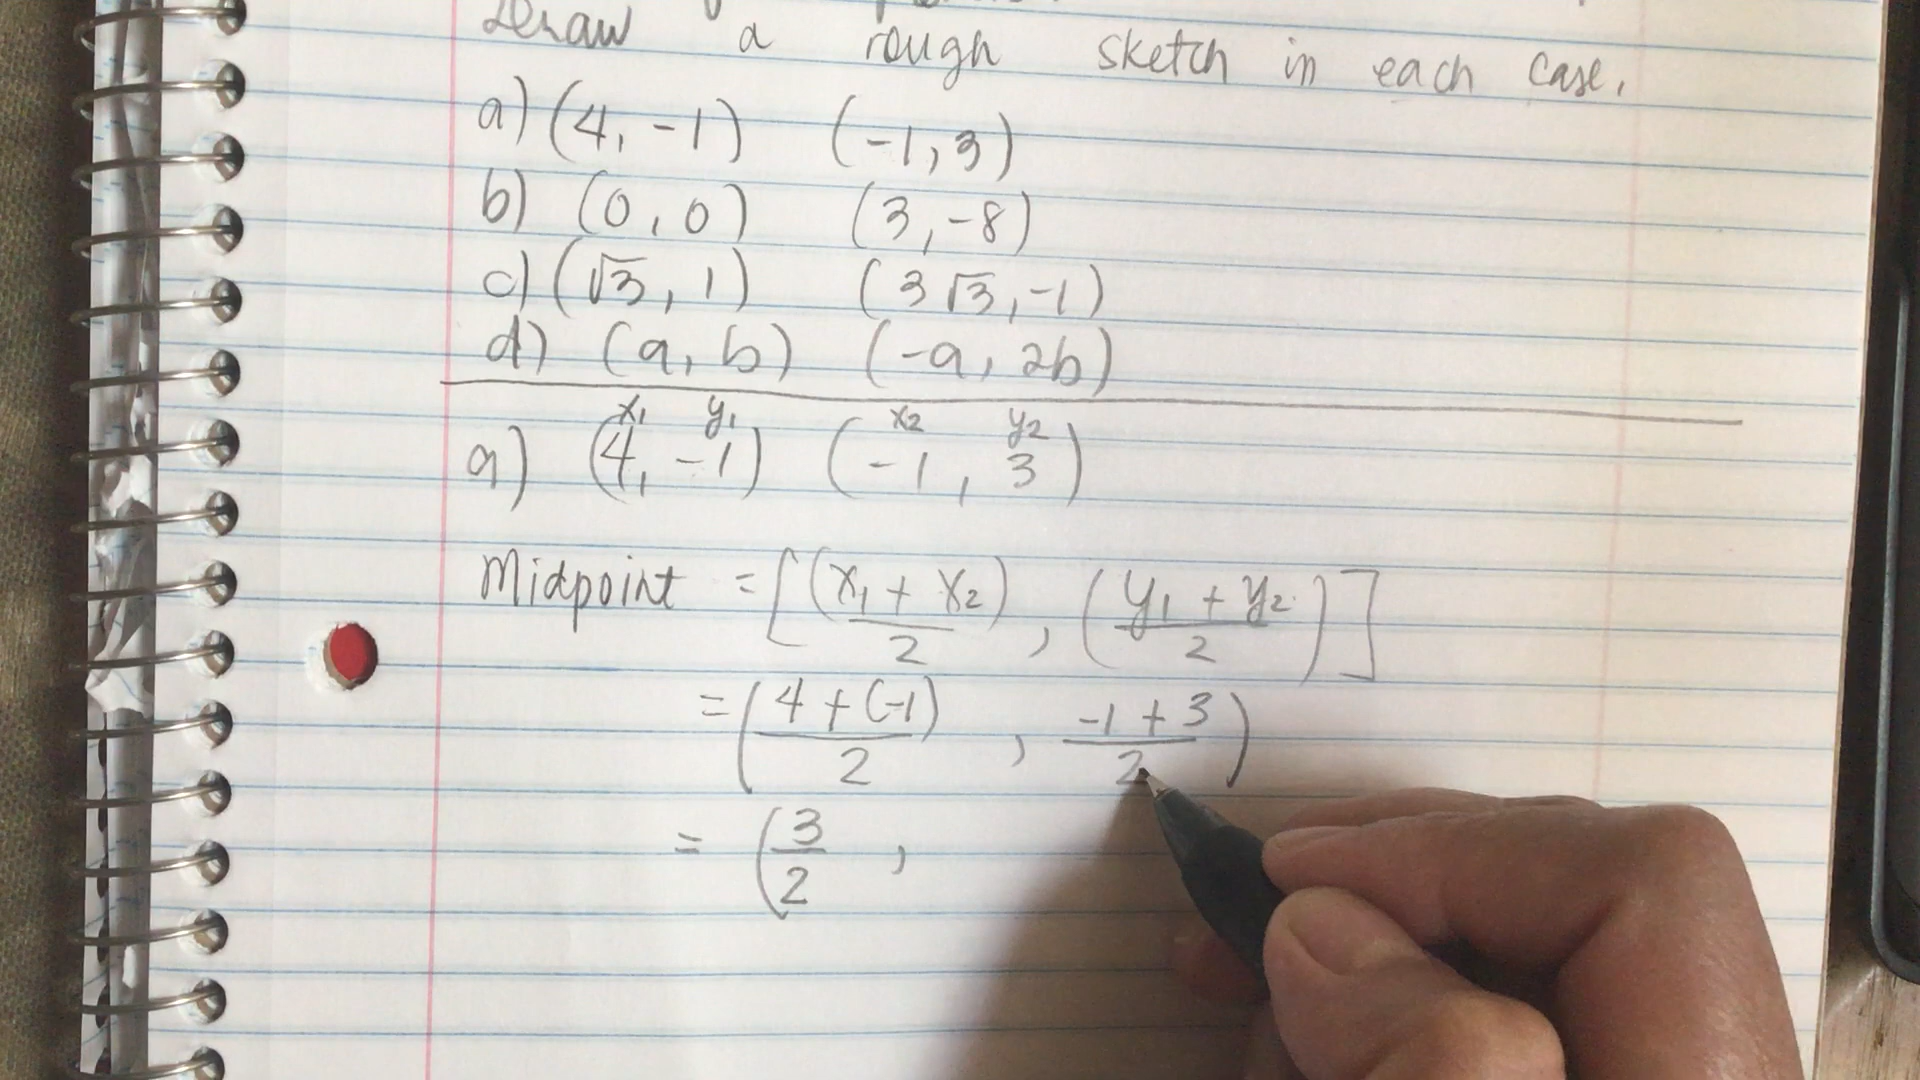 Draw a rough sketch in each case.
a) (4, -1) (-1, 3)
b) (0, 0) (3, -8)
c) (√3, 1) (3√3, -1)
d) (a, b) (-a, 2b)
x₁ y₁ x₂ y₂
a) (4, -1) (-1, 3)
Midpoint = [(x₁ + x₂)/2, (y₁ + y₂)/2]
= (4 + (-1)/2, -1 + 3/2)
= (3/2,